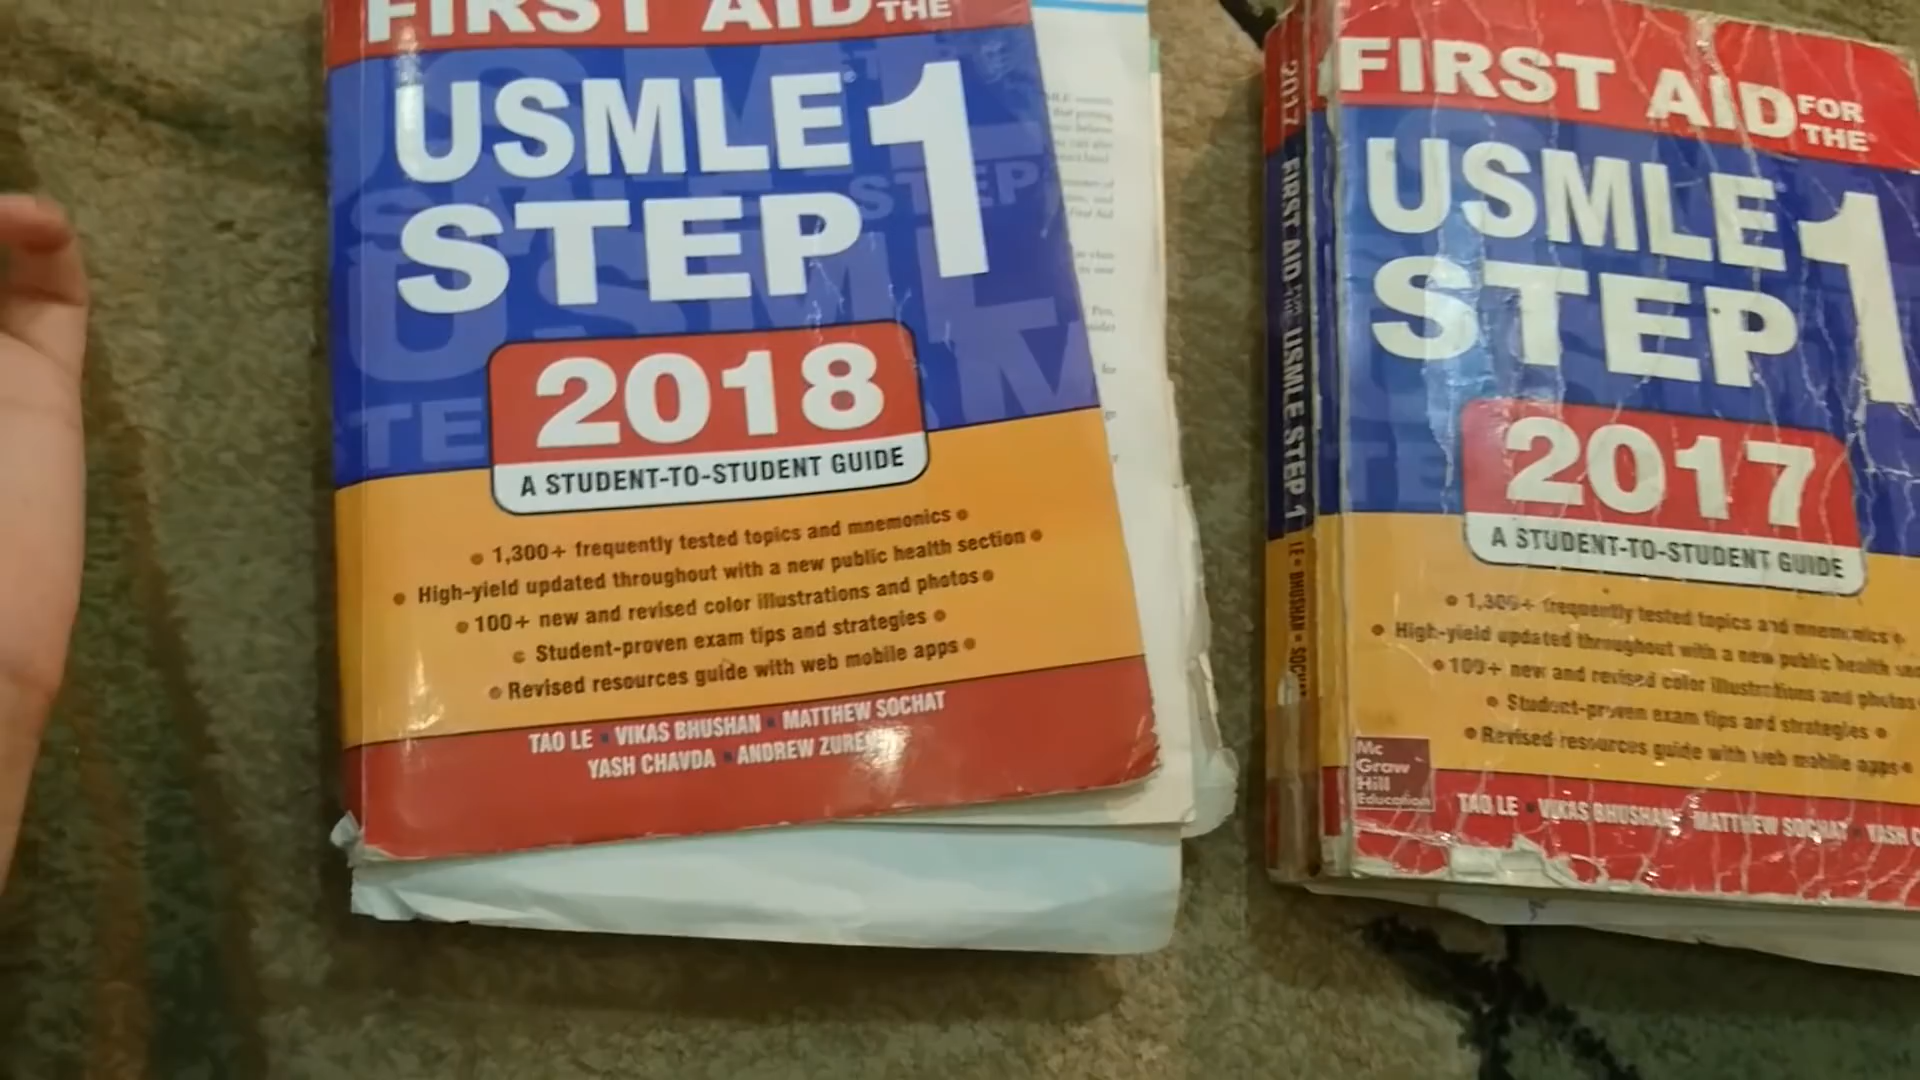 FIRST AID THE
USMLE
STEP 1
2018
A STUDENT-TO-STUDENT GUIDE
1,300+ frequently tested topics and mnemonics
High-yield updated throughout with a new public health section
100+ new and revised color illustrations and photos
Student-proven exam tips and strategies
Revised resources guide with web mobile apps
TAO LE • VIKAS BHUSHAN • MATTHEW SOCHAT
YASH CHAVDA • ANDREW
2017 FIRST AID FOR THE USMLE STEP 1 LE • BHUSHAN •
FIRST AID FOR THE
USMLE
STEP 1
2017
A STUDENT-TO-STUDENT GUIDE
1,300+ frequently tested topics and mnemonics
High-yield updated throughout with a new public health
100+ new and revised color illustrations and photos
Student-proven exam tips and strategies
Revised resources guide with web mobile apps
Mc
Graw
Hill
Education
TAO LE • VIKAS BHUSHAN • MATTHEW SOCHAT • YASH